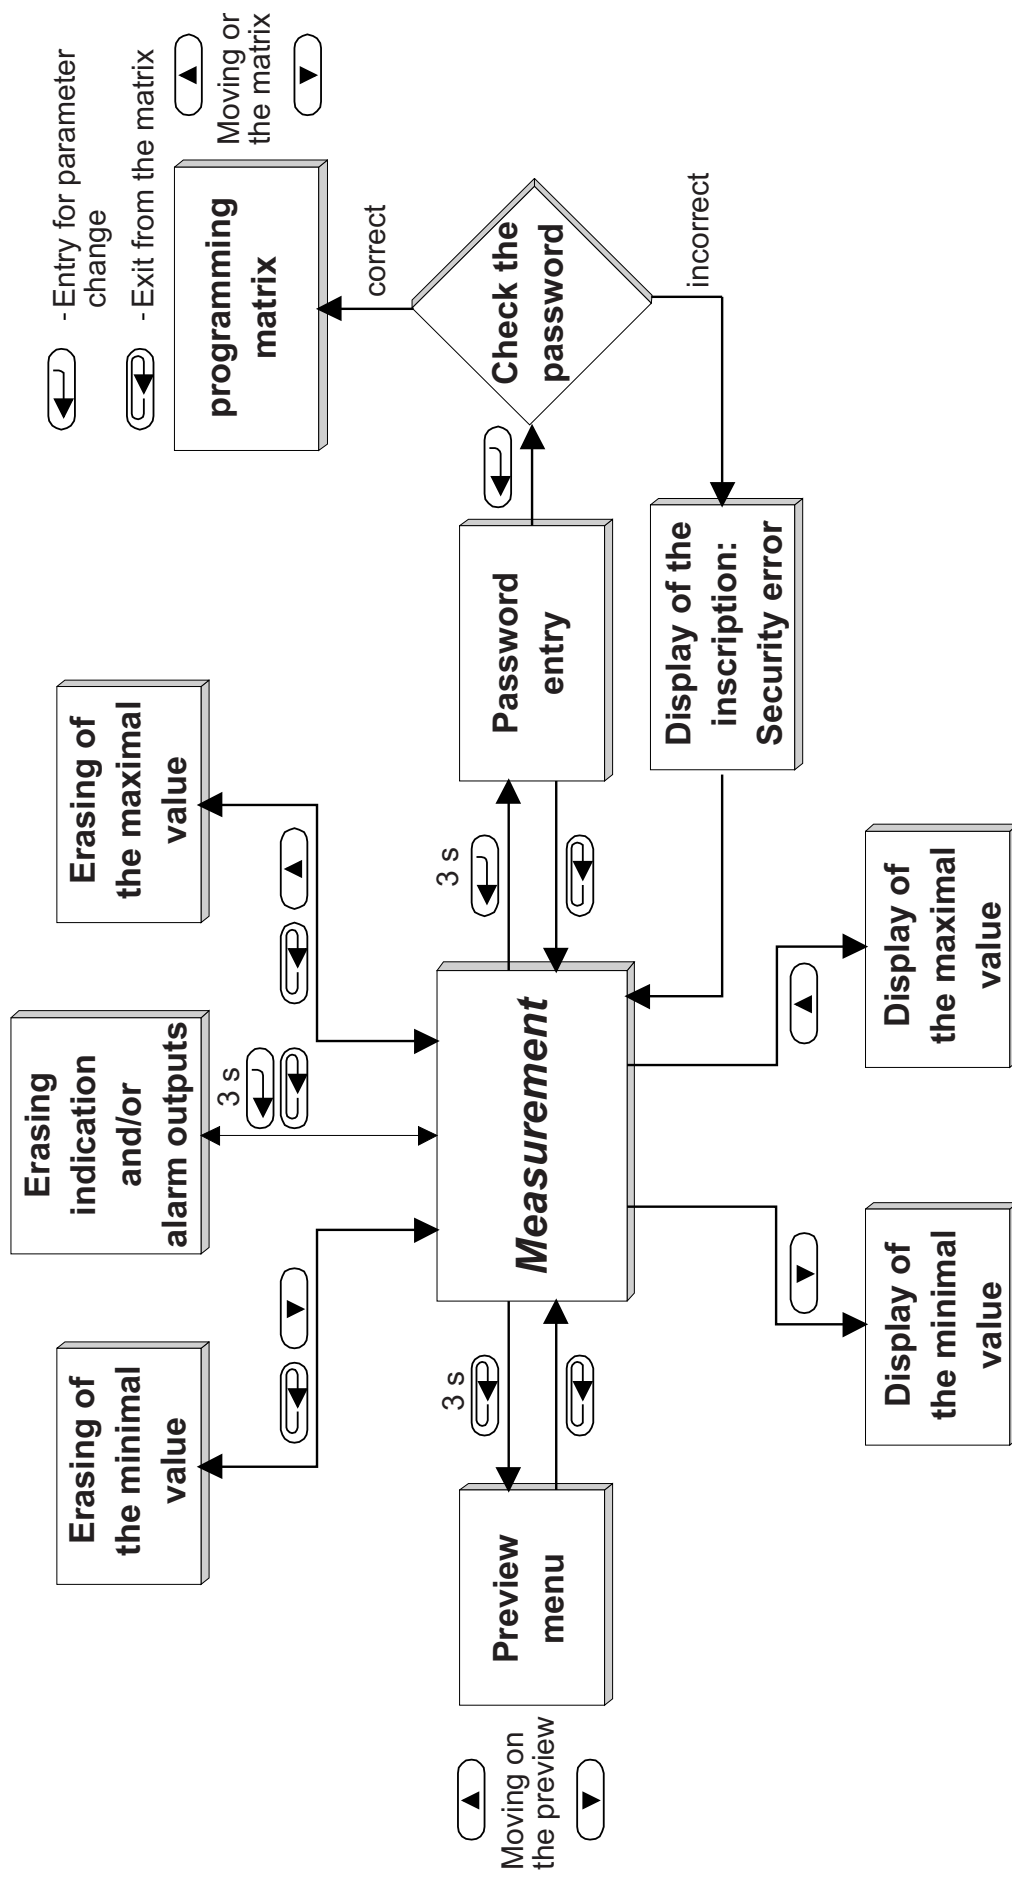 Erasing of
the minimal
value
Erasing
indication
and/or
alarm outputs
3 s
Erasing of
the maximal
value
- Entry for parameter
change
- Exit from the matrix
programming
matrix
Moving or
the matrix
Moving on
the preview
Preview
menu
3 s
Measurement
3 s
Password
entry
Check the
password
correct
incorrect
Display of the
inscription:
Security error
Display of
the minimal
value
Display of
the maximal
value